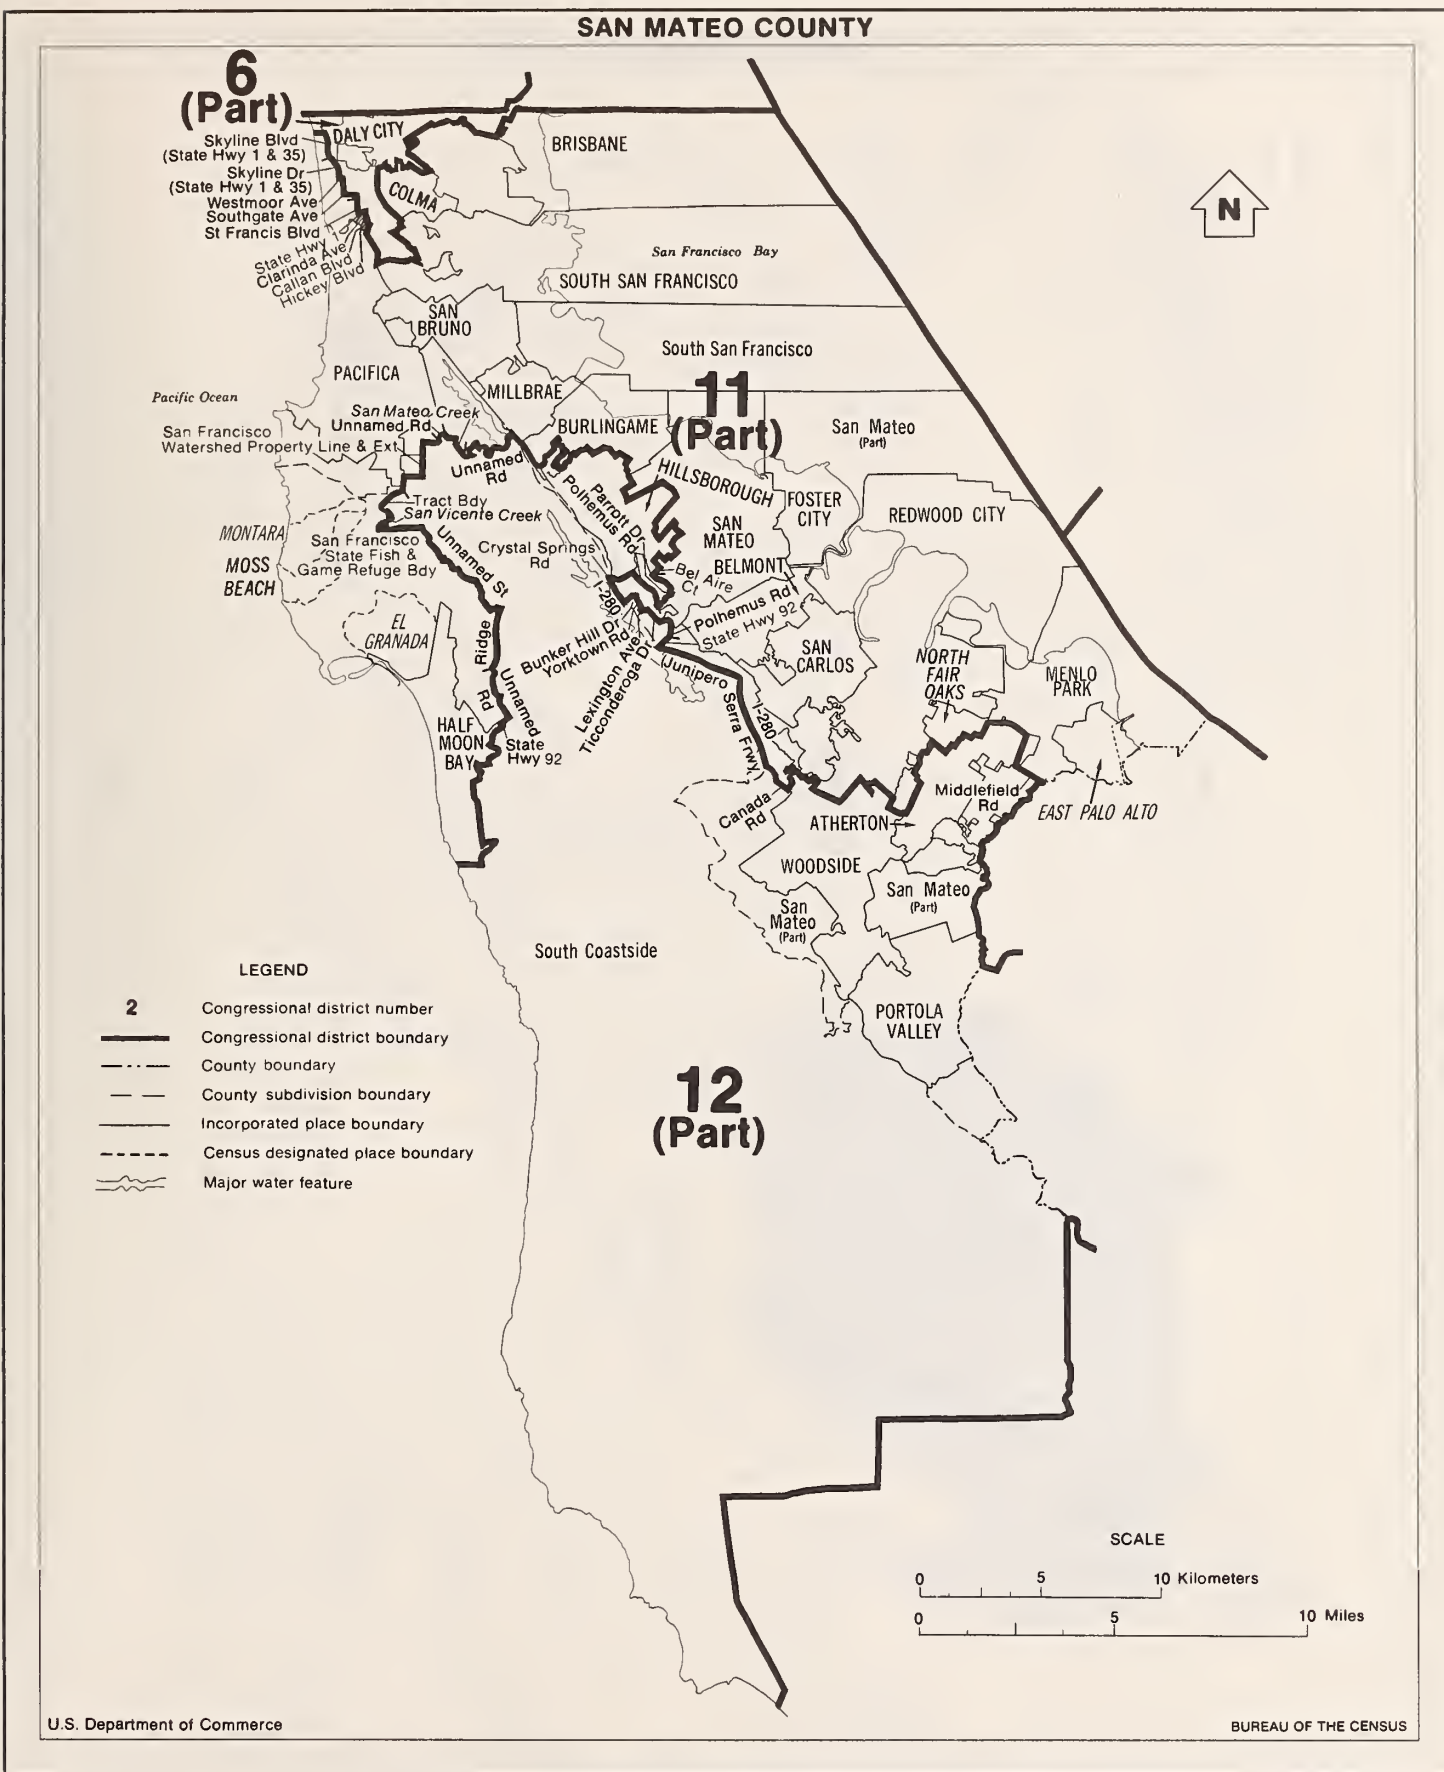 SAN MATEO COUNTY
6
(Part)
DALY CITY
BRISBANE
Skyline Blvd
(State Hwy 1 & 35)
Skyline Dr
(State Hwy 1 & 35)
Westmoor Ave
Southgate Ave
St Francis Blvd
State Hwy 1
Clarinda Ave
Callan Blvd
Hickey Blvd
COLMA
N
San Francisco Bay
SOUTH SAN FRANCISCO
SAN
BRUNO
South San Francisco
PACIFICA
MILLBRAE
11
(Part)
Pacific Ocean
San Mateo Creek
Unnamed Rd
BURLINGAME
San Mateo
(Part)
San Francisco
Watershed Property Line & Ext
Unnamed
Rd
HILLSBOROUGH
Parrott Dr
Polhemus Rd
FOSTER
CITY
REDWOOD CITY
Tract Bdy
San Vicente Creek
SAN
MATEO
MONTARA
San Francisco
State Fish &
Game Refuge Bdy
MOSS
BEACH
Unnamed St
Crystal Springs
Rd
BELMONT
Bel Aire
Ct
I-280
Polhemus Rd
State Hwy 92
EL
GRANADA
Ridge
Rd
Bunker Hill Dr
Yorktown Rd
Lexington Ave
Ticconderoga Dr
SAN
CARLOS
NORTH
FAIR
OAKS
MENLO
PARK
(Junipero
Serra Frwy)
I-280
Unnamed
HALF
MOON
BAY
State
Hwy 92
Canada
Rd
Middlefield
Rd
ATHERTON
EAST PALO ALTO
WOODSIDE
San Mateo
(Part)
San
Mateo
(Part)
South Coastside
PORTOLA
VALLEY
12
(Part)
LEGEND
2 Congressional district number
Congressional district boundary
County boundary
County subdivision boundary
Incorporated place boundary
Census designated place boundary
Major water feature
SCALE
0 5 10 Kilometers
0 5 10 Miles
U.S. Department of Commerce
BUREAU OF THE CENSUS